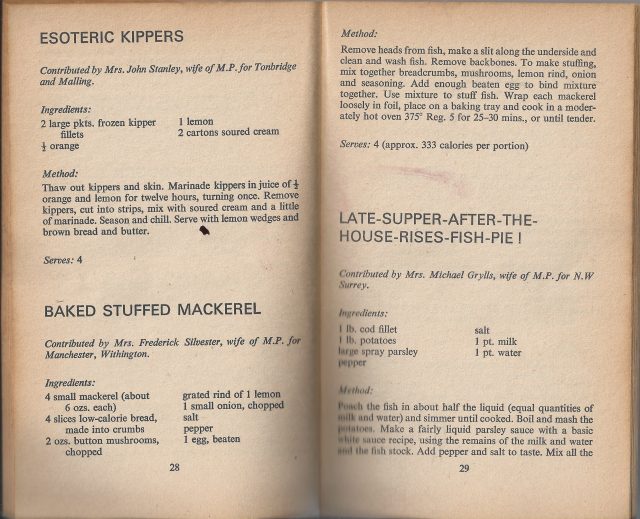 ESOTERIC KIPPERS
Contributed by Mrs. John Stanley, wife of M.P. for Tonbridge
and Malling.
Ingredients:
2 large pkts. frozen kipper
fillets
½ orange
1 lemon
2 cartons soured cream
Method:
Thaw out kippers and skin. Marinade kippers in juice of ½
orange and lemon for twelve hours, turning once. Remove
kippers, cut into strips, mix with soured cream and a little
of marinade. Season and chill. Serve with lemon wedges and
brown bread and butter.
Serves: 4
BAKED STUFFED MACKEREL
Contributed by Mrs. Frederick Silvester, wife of M.P. for
Manchester, Withington.
Ingredients:
4 small mackerel (about
6 ozs. each)
4 slices low-calorie bread,
made into crumbs
2 ozs. button mushrooms,
chopped
grated rind of 1 lemon
1 small onion, chopped
salt
pepper
1 egg, beaten
28
Method:
Remove heads from fish, make a slit along the underside and
clean and wash fish. Remove backbones. To make stuffing,
mix together breadcrumbs, mushrooms, lemon rind, onion
and seasoning. Add enough beaten egg to bind mixture
together. Use mixture to stuff fish. Wrap each mackerel
loosely in foil, place on a baking tray and cook in a moder-
ately hot oven 375° Reg. 5 for 25–30 mins., or until tender.
Serves: 4 (approx. 333 calories per portion)
LATE-SUPPER-AFTER-THE-
HOUSE-RISES-FISH-PIE!
Contributed by Mrs. Michael Grylls, wife of M.P. for N.W
Surrey.
Ingredients:
1 lb. cod fillet
1 lb. potatoes
large spray parsley
pepper
salt
1 pt. milk
1 pt. water
Method:
Poach the fish in about half the liquid (equal quantities of
milk and water) and simmer until cooked. Boil and mash the
potatoes. Make a fairly liquid parsley sauce with a basic
white sauce recipe, using the remains of the milk and water
and the fish stock. Add pepper and salt to taste. Mix all the
29